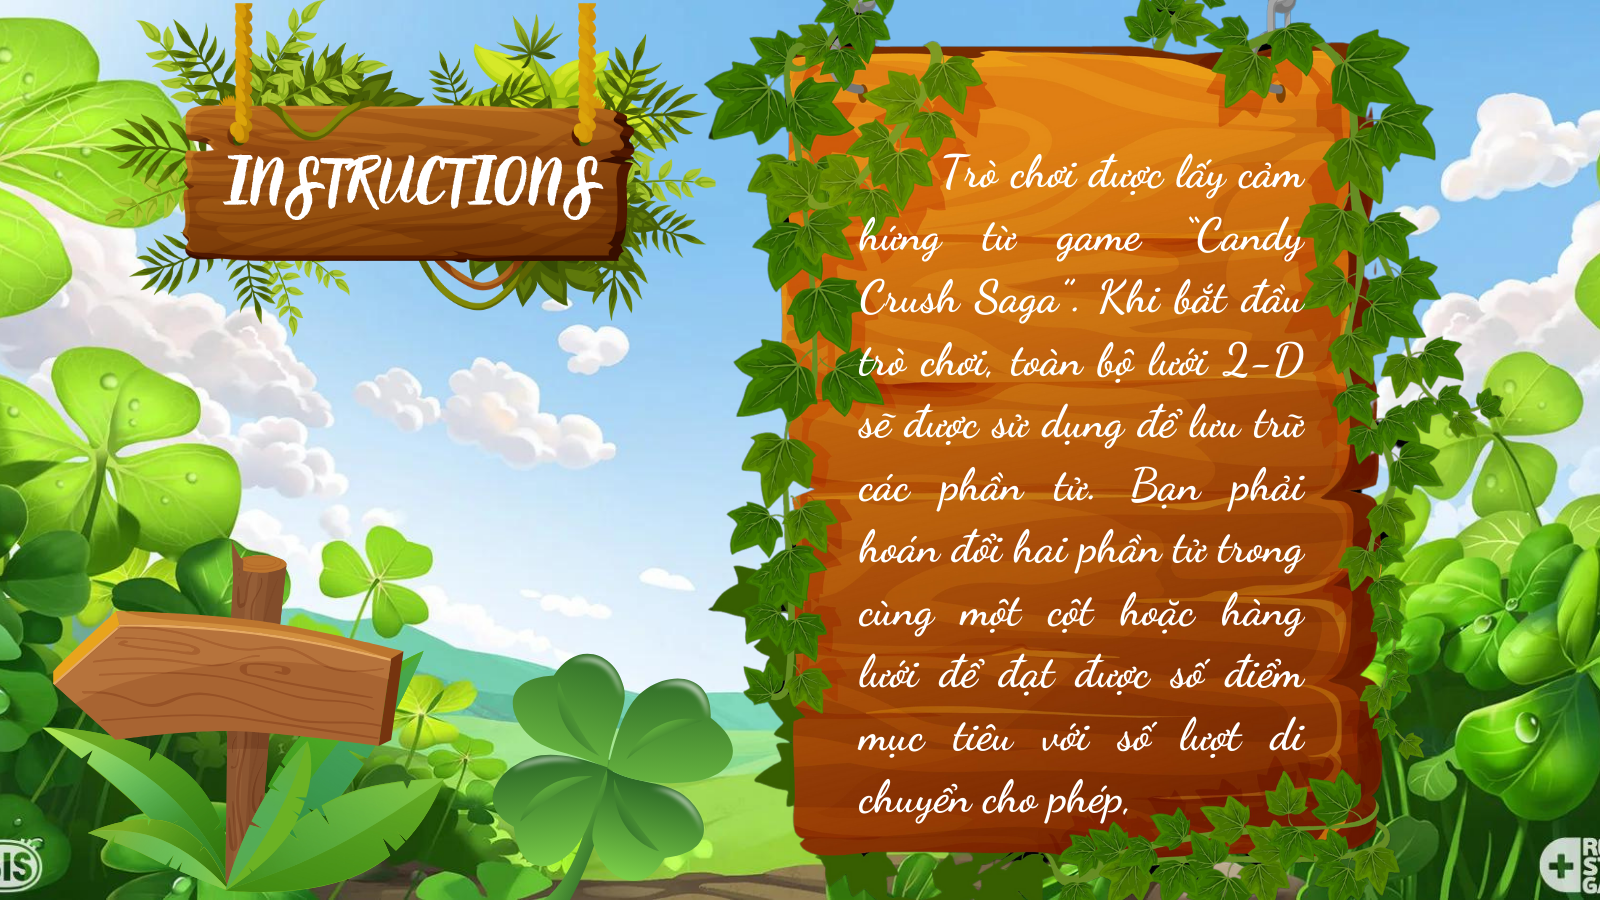 INSTRUCTIONS
Trò chơi được lấy cảm
hứng từ game “Candy
Crush Saga”. Khi bắt đầu
trò chơi, toàn bộ lưới 2-D
sẽ được sử dụng để lưu trữ
các phần tử. Bạn phải
hoán đổi hai phần tử trong
cùng một cột hoặc hàng
lưới để đạt được số điểm
mục tiêu với số lượt di
chuyển cho phép.